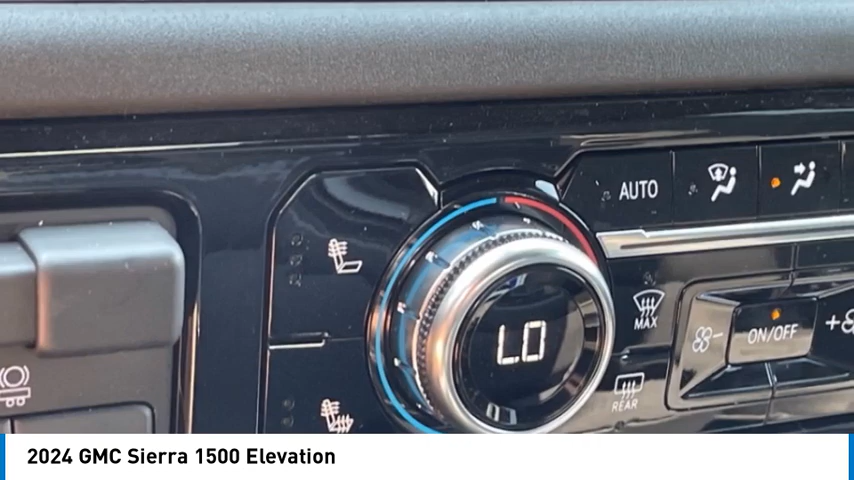 AUTO
LO
MAX
ON/OFF
REAR
2024 GMC Sierra 1500 Elevation